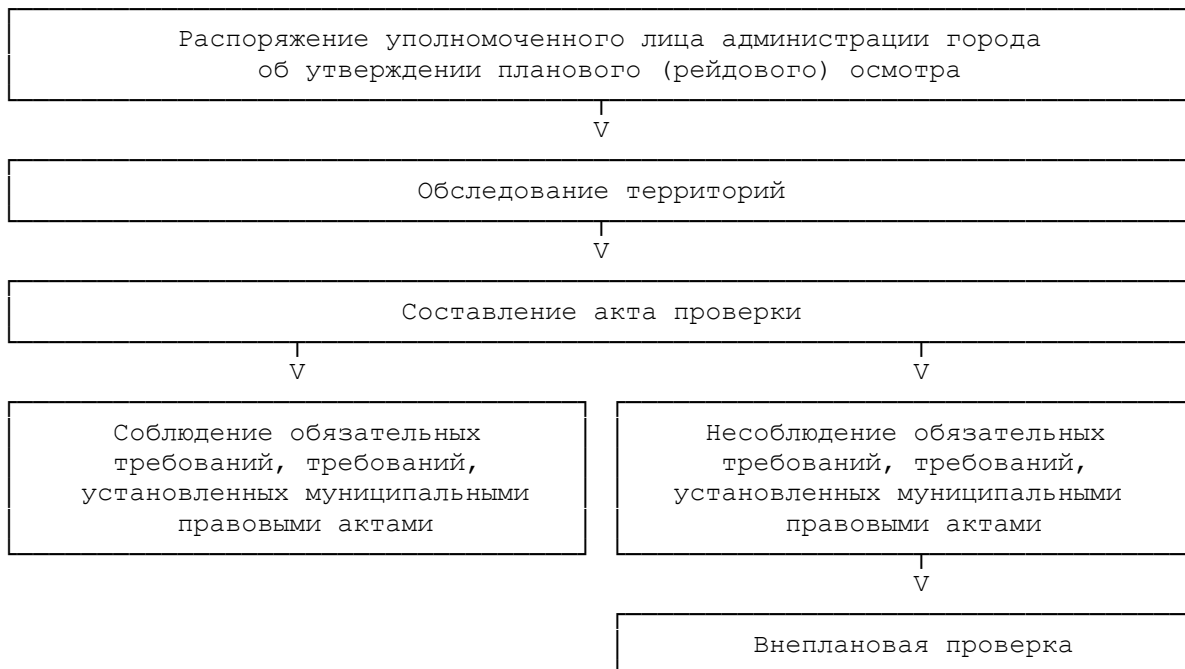 Распоряжение уполномоченного лица администрации города
об утверждении планового (рейдового) осмотра
V
Обследование территорий
V
Составление акта проверки
V V
Соблюдение обязательных
требований, требований,
установленных муниципальными
правовыми актами
Несоблюдение обязательных
требований, требований,
установленных муниципальными
правовыми актами
V
Внеплановая проверка